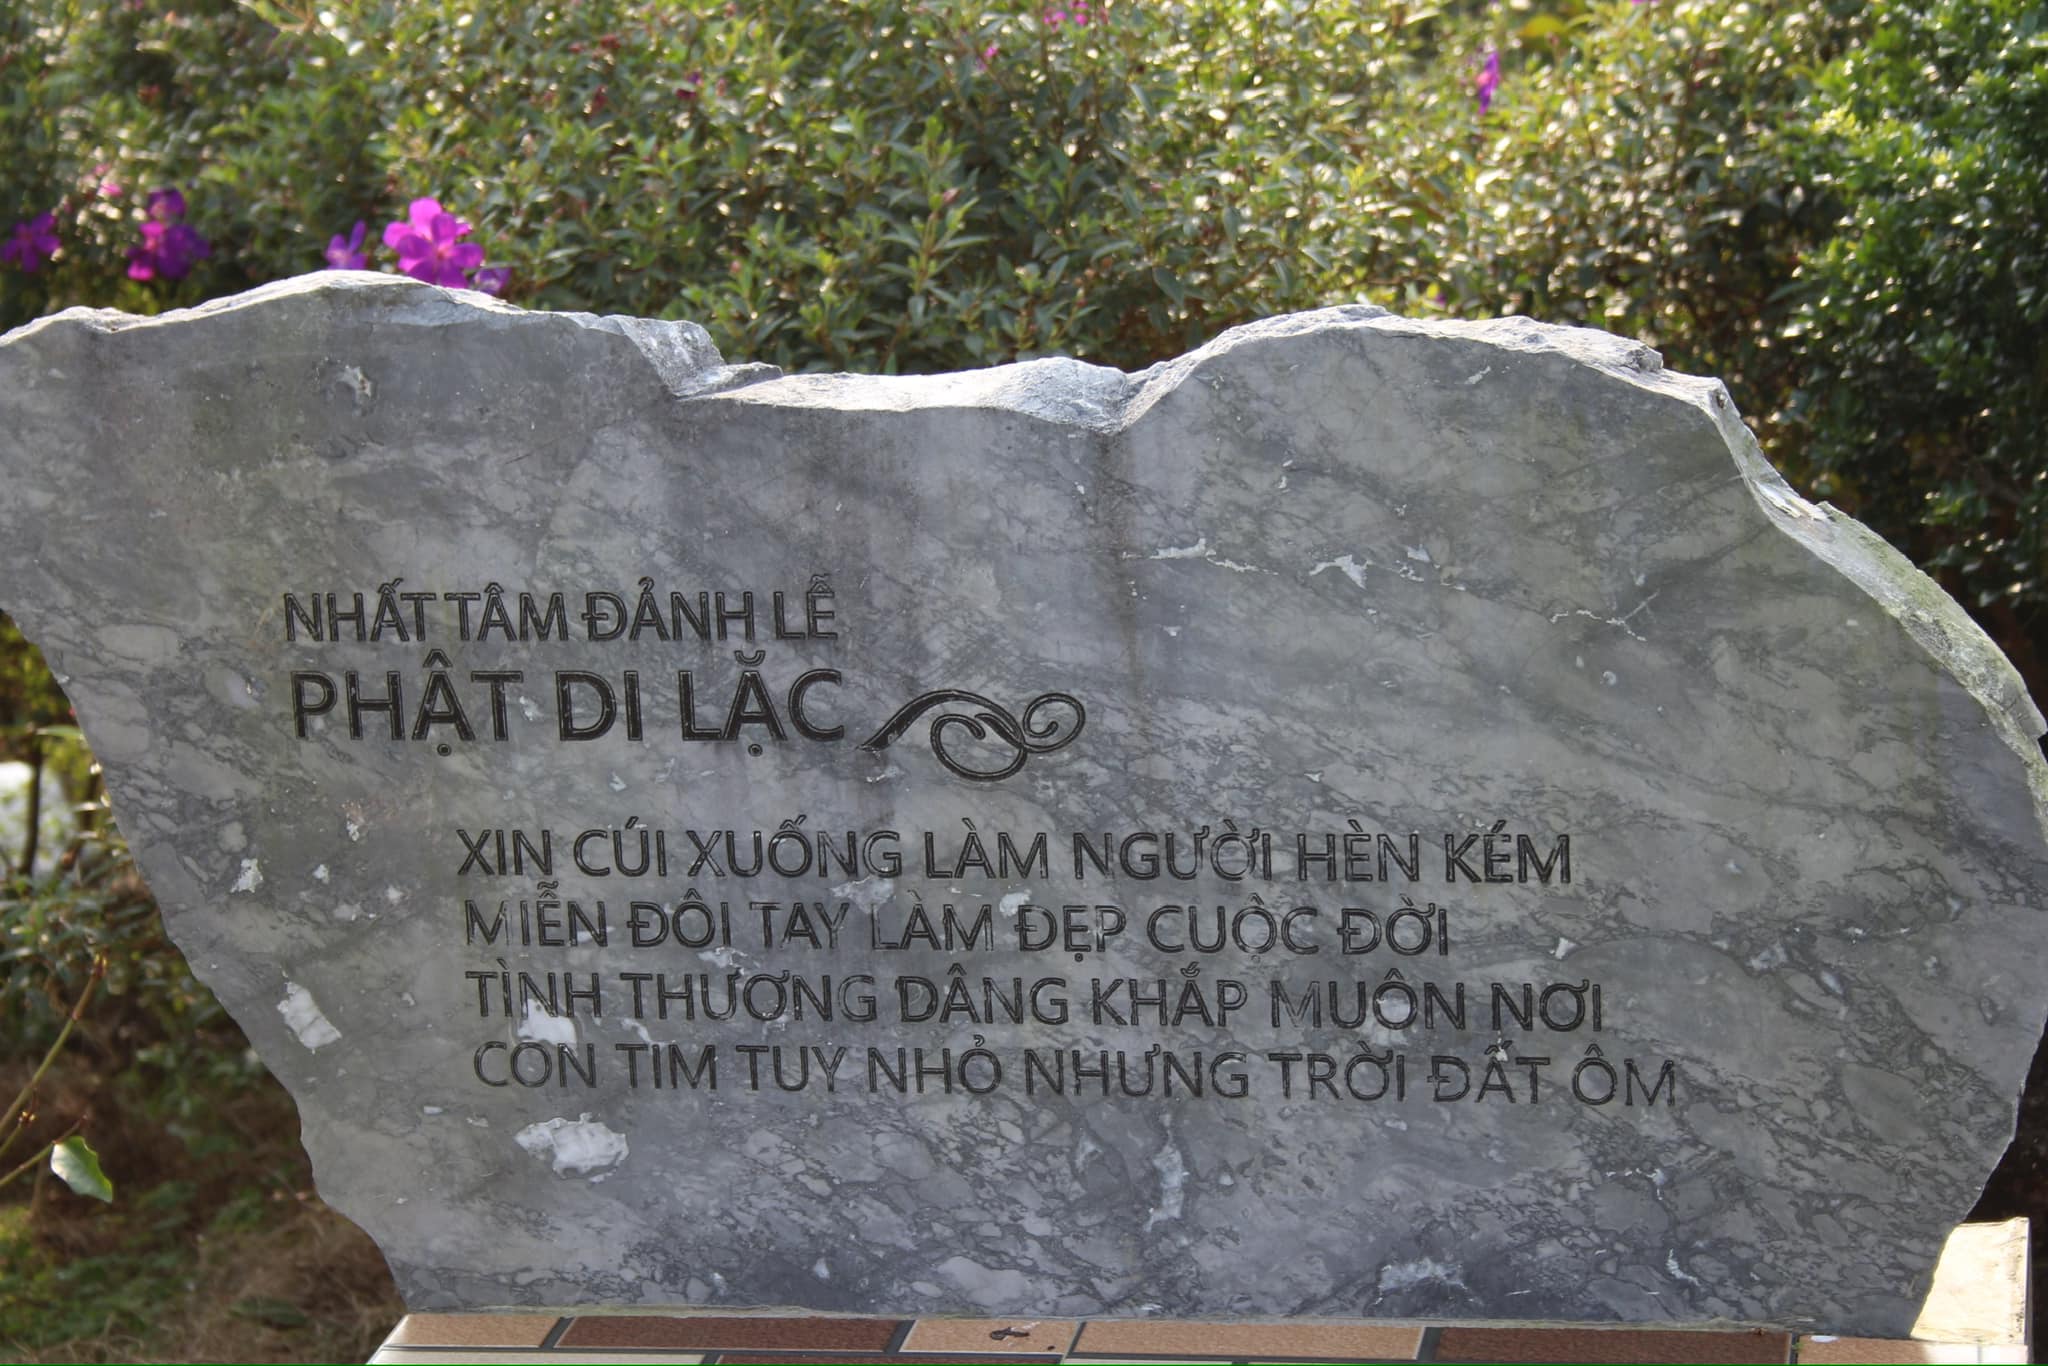 NHẤT TÂM ĐẢNH LỄ
PHẬT DI LẶC
XIN CÚI XUỐNG LÀM NGƯỜI HÈN KÉM
MIỄN ĐÔI TAY LÀM ĐẸP CUỘC ĐỜI
TÌNH THƯƠNG DÂNG KHẮP MUÔN NƠI
CON TIM TUY NHỎ NHƯNG TRỜI ĐẤT ÔM